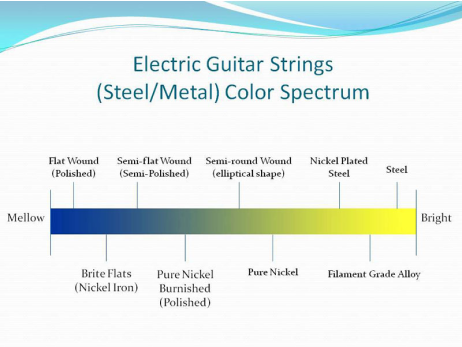 Electric Guitar Strings
(Steel/Metal) Color Spectrum
Flat Wound
(Polished)
Semi-flat Wound
(Semi-Polished)
Semi-round Wound
(elliptical shape)
Nickel Plated
Steel
Steel
Mellow
Bright
Brite Flats
(Nickel Iron)
Pure Nickel
Burnished
(Polished)
Pure Nickel
Filament Grade Alloy